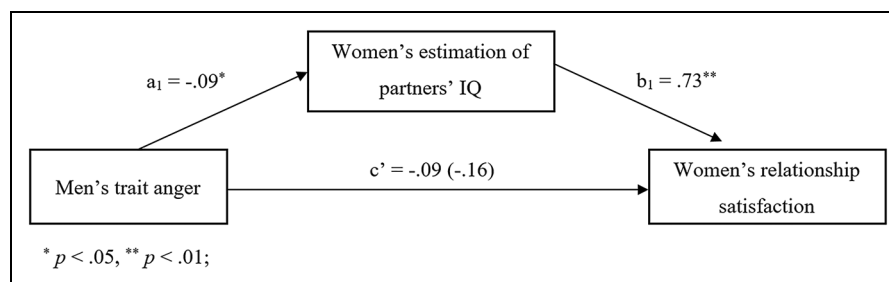 Women’s estimation of
partners’ IQ
a₁ = -.09*
b₁ = .73**
c’ = -.09 (-.16)
Men’s trait anger
Women’s relationship
satisfaction
* p < .05, ** p < .01;